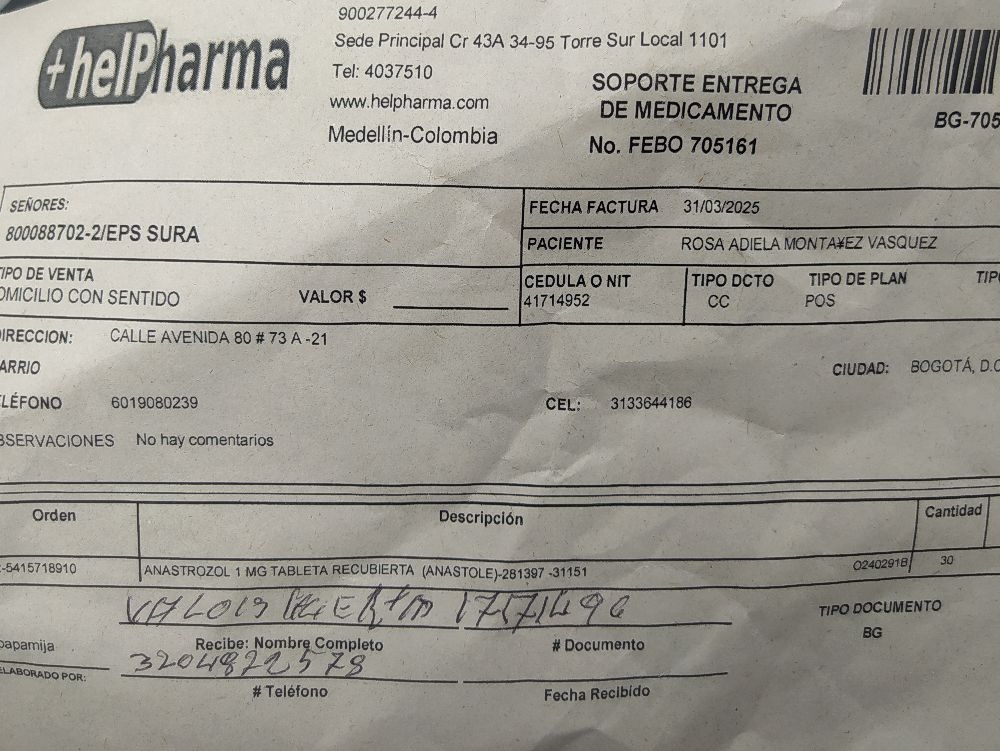 +helPharma
900277244-4
Sede Principal Cr 43A 34-95 Torre Sur Local 1101
Tel: 4037510
www.helpharma.com
Medellín-Colombia
SOPORTE ENTREGA
DE MEDICAMENTO
No. FEBO 705161
BG-705
SEÑORES:
800088702-2/EPS SURA
FECHA FACTURA 31/03/2025
PACIENTE ROSA ADIELA MONTA¥EZ VASQUEZ
IPO DE VENTA
OMICILIO CON SENTIDO VALOR $
CEDULA O NIT TIPO DCTO TIPO DE PLAN TIP
41714952 CC POS
DIRECCION: CALLE AVENIDA 80 # 73 A -21
ARRIO CIUDAD: BOGOTÁ, D.C
LÉFONO 6019080239 CEL: 3133644186
BSERVACIONES No hay comentarios
Orden Descripción Cantidad
-5415718910 ANASTROZOL 1 MG TABLETA RECUBIERTA (ANASTOLE)-281397 -31151 O240291B 30
17171496
Recibe: Nombre Completo # Documento
TIPO DOCUMENTO
BG
papamija
3204822578
ELABORADO POR:
# Teléfono Fecha Recibido